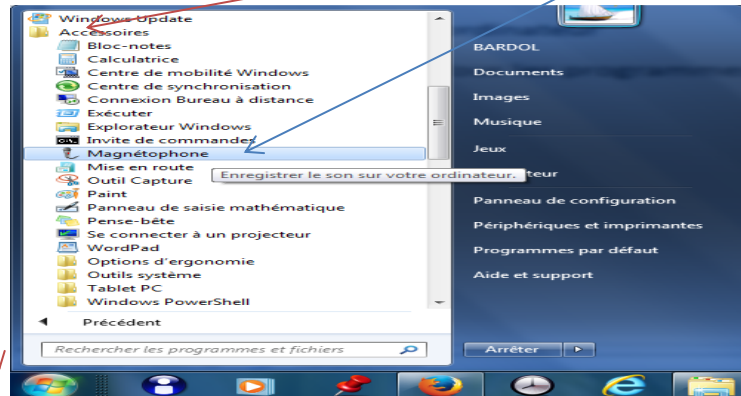 Windows Update
Accessoires
Bloc-notes
Calculatrice
Centre de mobilité Windows
Centre de synchronisation
Connexion Bureau à distance
Exécuter
Explorateur Windows
Invite de commandes
Magnétophone
Mise en route
Outil Capture
Paint
Panneau de saisie mathématique
Pense-bête
Se connecter à un projecteur
WordPad
Options d'ergonomie
Outils système
Tablet PC
Windows PowerShell
Précédent
Rechercher les programmes et fichiers
Enregistrer le son sur votre ordinateur.
BARDOL
Documents
Images
Musique
Jeux
Panneau de configuration
Périphériques et imprimantes
Programmes par défaut
Aide et support
Arrêter